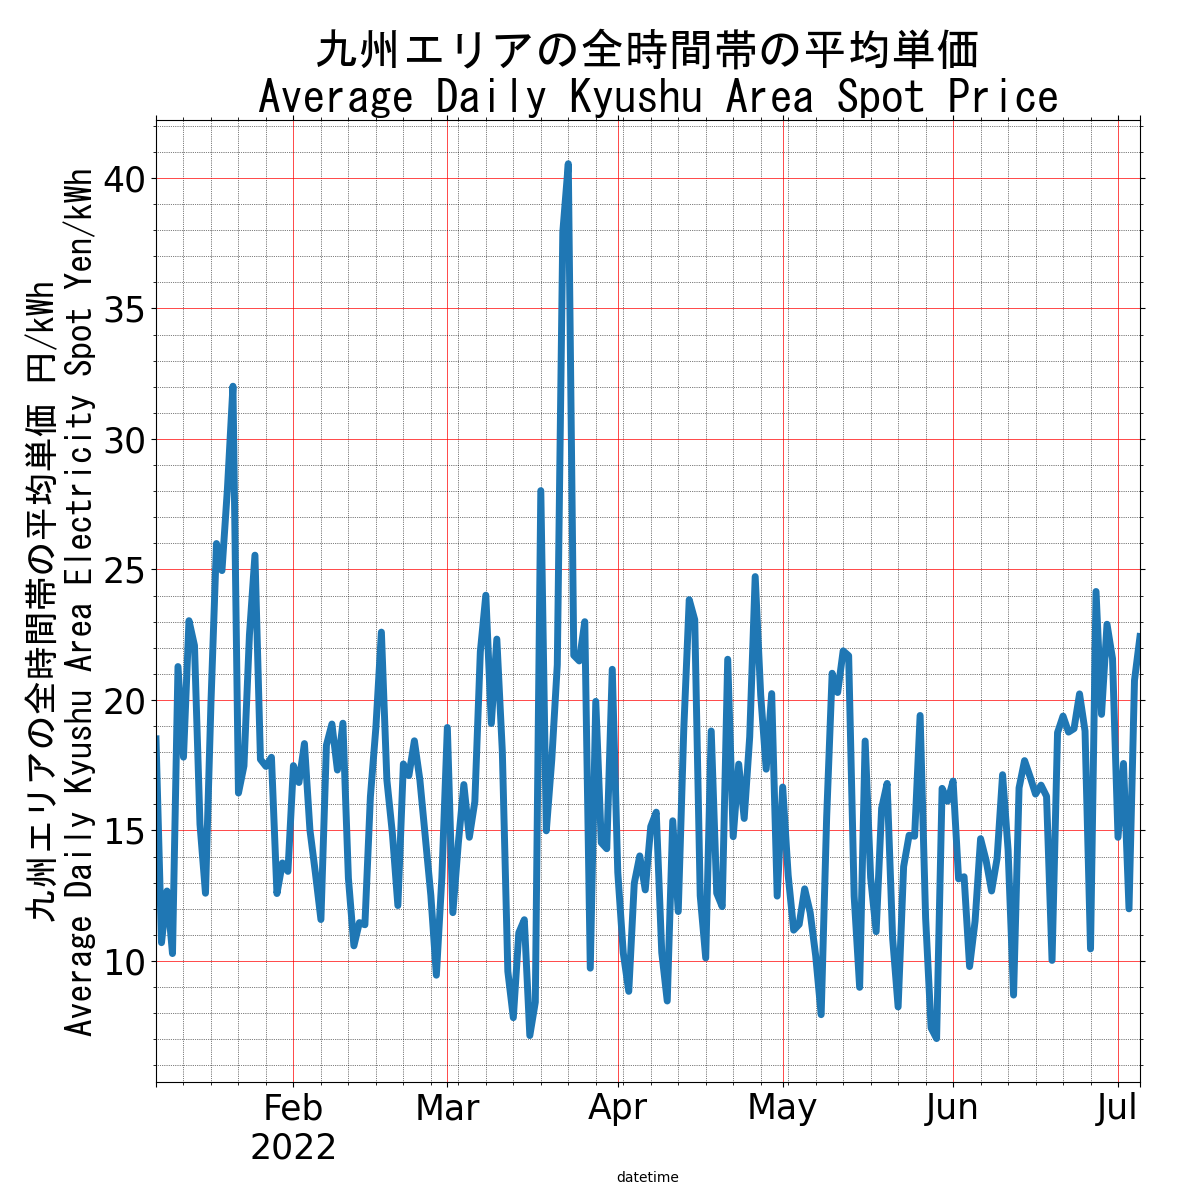 九州エリアの全時間帯の平均単価
Average Daily Kyushu Area Spot Price
九州エリアの全時間帯の平均単価 円/kWh
Average Daily Kyushu Area Electricity Spot Yen/kWh
40
35
30
25
20
15
10
Feb
2022
Mar
Apr
May
Jun
Jul
datetime